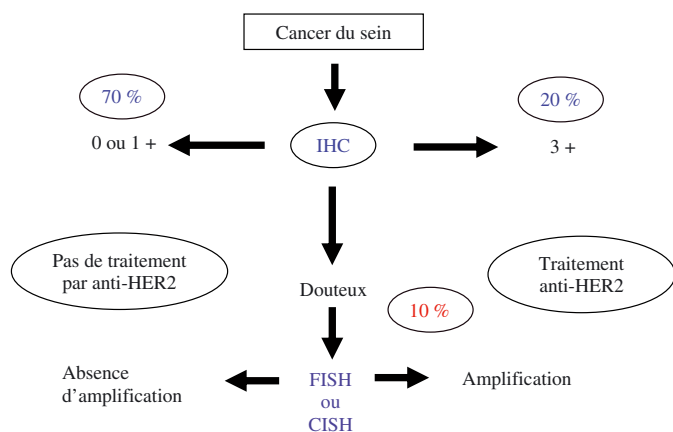 Cancer du sein
70 %
20 %
0 ou 1 +
IHC
3 +
Pas de traitement
par anti-HER2
Traitement
anti-HER2
Douteux
10 %
Absence
d’amplification
FISH
ou
CISH
Amplification